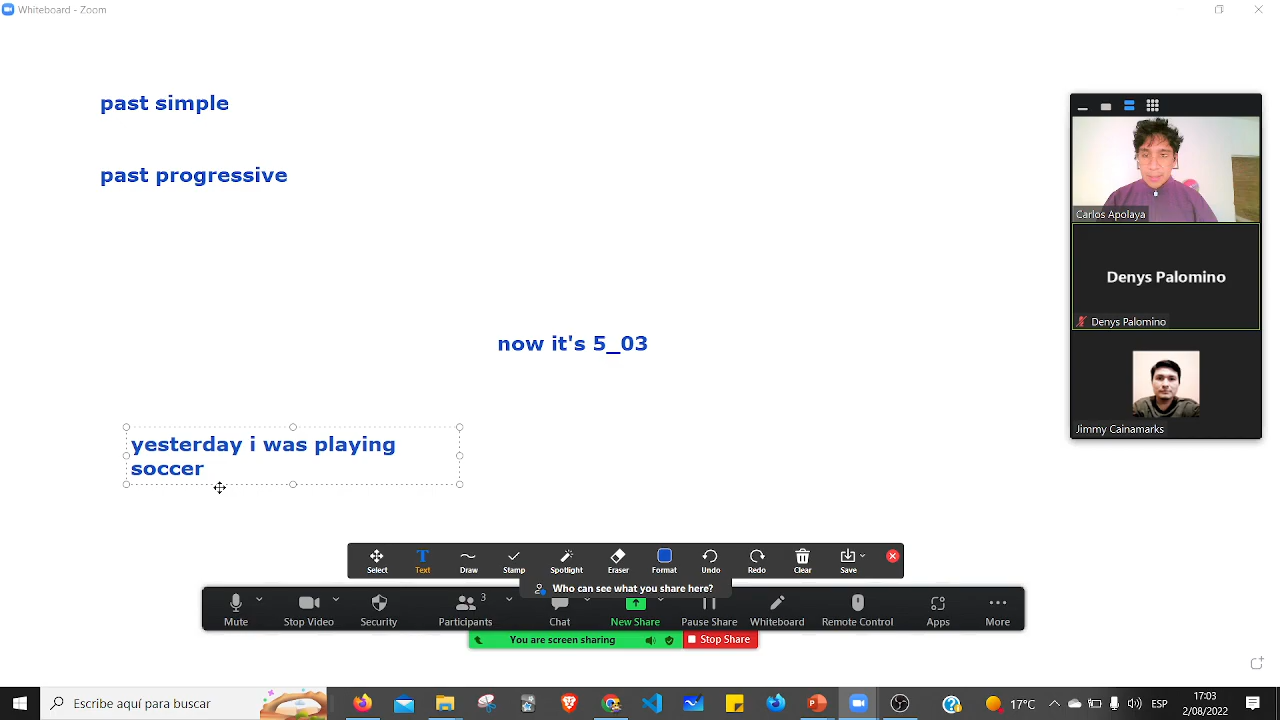 Whiteboard - Zoom
past simple
past progressive
Carlos Apolaya
Denys Palomino
Denys Palomino
Jimmy Cainamarks
now it's 5_03
yesterday i was playing
soccer
Select
Text
Draw
Stamp
Spotlight
Eraser
Format
Undo
Redo
Clear
Save
Who can see what you share here?
Mute
Stop Video
Security
3
Participants
Chat
New Share
Pause Share
Whiteboard
Remote Control
Apps
More
You are screen sharing
Stop Share
Escribe aquí para buscar
17°C
ESP
17:03
2/08/2022